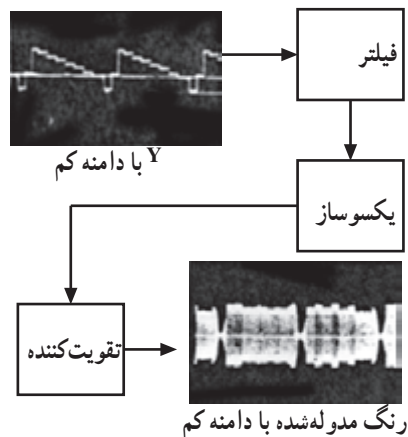 فیلتر
Y با دامنه کم
یکسوساز
تقویت‌کننده
رنگ مدوله‌شده با دامنه کم